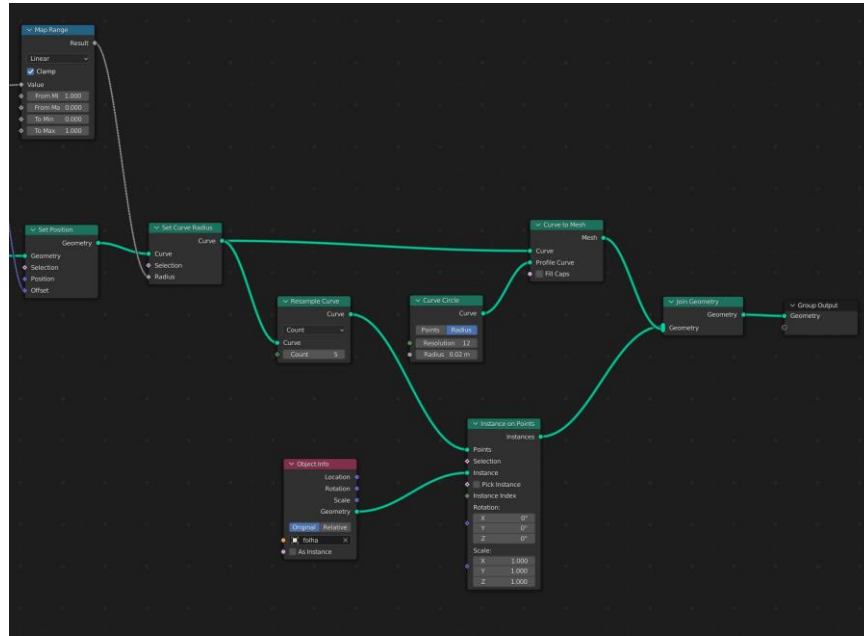 Map Range
Result
Linear
Clamp
Value
From Mi 1.000
From Ma 0.000
To Min 0.000
To Max 1.000
Set Position
Geometry
Geometry
Selection
Position
Offset
Set Curve Radius
Curve
Curve
Selection
Radius
Resample Curve
Curve
Count
Curve
Count 5
Curve Circle
Curve
Points Radius
Resolution 12
Radius 0.02 m
Curve to Mesh
Mesh
Curve
Profile Curve
Fill Caps
Join Geometry
Geometry
Geometry
Group Output
Geometry
Object Info
Location
Rotation
Scale
Geometry
Original Relative
folha
As Instance
Instance on Points
Instances
Points
Selection
Instance
Pick Instance
Instance Index
Rotation:
X 0°
Y 0°
Z 0°
Scale:
X 1.000
Y 1.000
Z 1.000